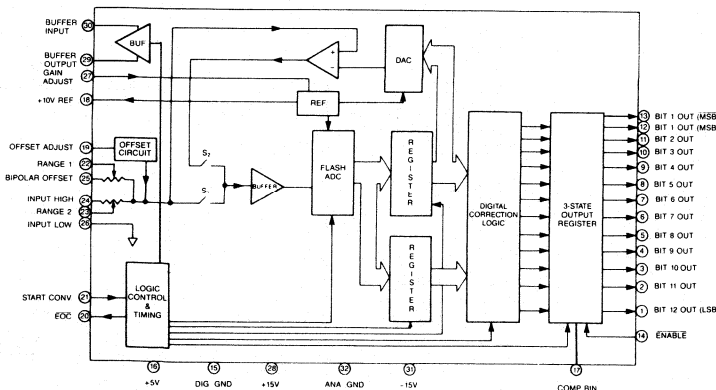 BUFFER INPUT
30
BUF
BUFFER OUTPUT
29
GAIN ADJUST
27
+10V REF
18
REF
+
-
DAC
OFFSET ADJUST
19
OFFSET CIRCUIT
RANGE 1
22
BIPOLAR OFFSET
25
INPUT HIGH
24
RANGE 2
23
INPUT LOW
26
S2
BUFFER
FLASH ADC
REGISTER
REGISTER
DIGITAL CORRECTION LOGIC
3-STATE OUTPUT REGISTER
START CONV
21
EOC
20
LOGIC CONTROL & TIMING
13 BIT 1 OUT (MSB
12 BIT 1 OUT (MSB
11 BIT 2 OUT
10 BIT 3 OUT
9 BIT 4 OUT
8 BIT 5 OUT
7 BIT 6 OUT
6 BIT 7 OUT
5 BIT 8 OUT
4 BIT 9 OUT
3 BIT 10 OUT
2 BIT 11 OUT
1 BIT 12 OUT (LSB
14 ENABLE
16 15 28 32 31 17
+5V DIG GND +15V ANA GND -15V COMP BIN